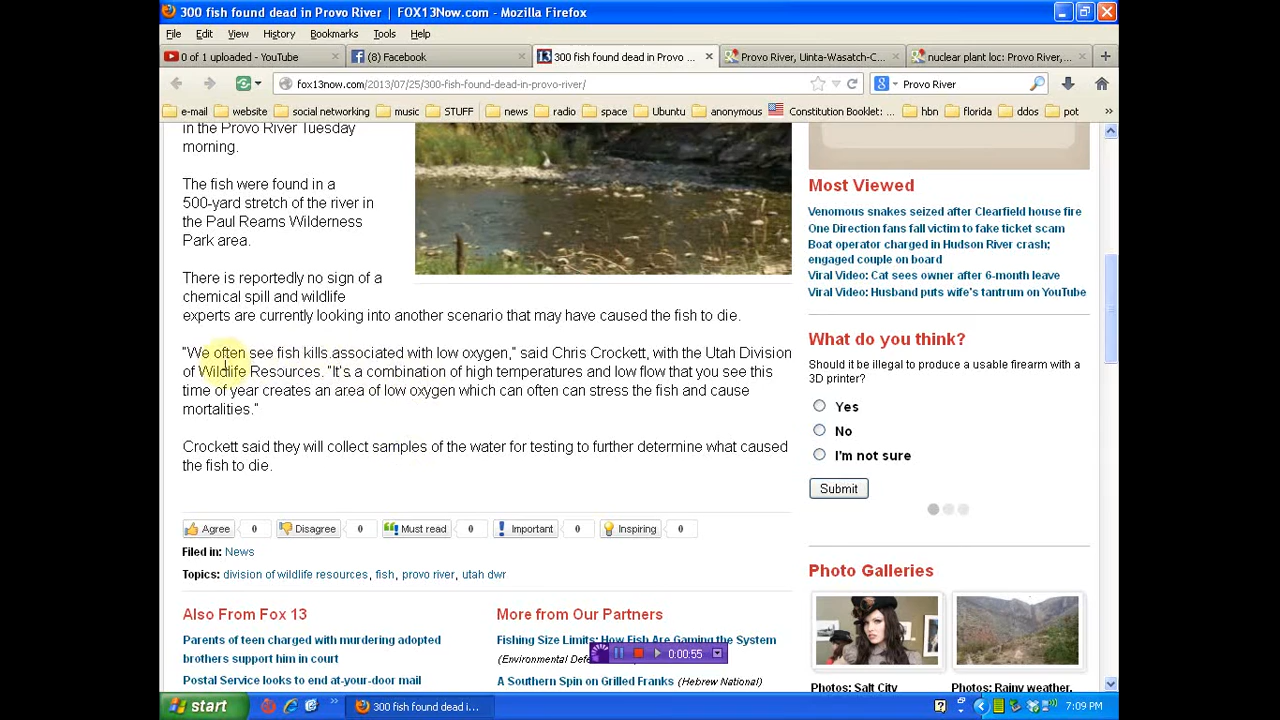 300 fish found dead in Provo River | FOX13Now.com - Mozilla Firefox
File Edit View History Bookmarks Tools Help
0 of 1 uploaded - YouTube
(8) Facebook
13 300 fish found dead in Provo ...
Provo River, Uinta-Wasatch-C...
nuclear plant loc: Provo River,...
fox13now.com/2013/07/25/300-fish-found-dead-in-provo-river/
Provo River
e-mail website social networking music STUFF news radio space Ubuntu anonymous Constitution Booklet: ... hbn florida ddos pot »
in the Provo River Tuesday
morning.
The fish were found in a
500-yard stretch of the river in
the Paul Reams Wilderness
Park area.
There is reportedly no sign of a
chemical spill and wildlife
experts are currently looking into another scenario that may have caused the fish to die.
"We often see fish kills associated with low oxygen," said Chris Crockett, with the Utah Division
of Wildlife Resources. "It's a combination of high temperatures and low flow that you see this
time of year creates an area of low oxygen which can often can stress the fish and cause
mortalities."
Crockett said they will collect samples of the water for testing to further determine what caused
the fish to die.
Agree 0 Disagree 0 Must read 0 Important 0 Inspiring 0
Filed in: News
Topics: division of wildlife resources, fish, provo river, utah dwr
Also From Fox 13
Parents of teen charged with murdering adopted
brothers support him in court
Postal Service looks to end at-your-door mail
More from Our Partners
Fishing Size Limits: How Fish Are Gaming the System
(Environmental Defe
A Southern Spin on Grilled Franks (Hebrew National)
0:00:55
Most Viewed
Venomous snakes seized after Clearfield house fire
One Direction fans fall victim to fake ticket scam
Boat operator charged in Hudson River crash;
engaged couple on board
Viral Video: Cat sees owner after 6-month leave
Viral Video: Husband puts wife's tantrum on YouTube
What do you think?
Should it be illegal to produce a usable firearm with a
3D printer?
Yes
No
I'm not sure
Submit
Photo Galleries
Photos: Salt City
Photos: Rainy weather,
start
»
300 fish found dead i...
7:09 PM